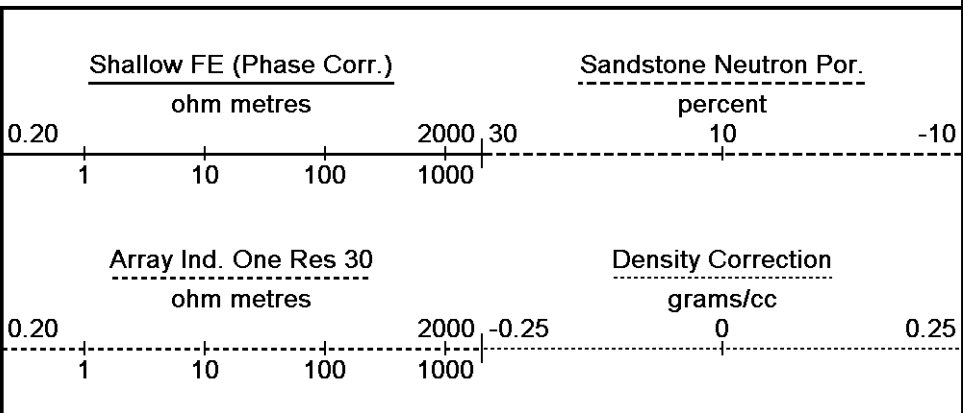 Shallow FE (Phase Corr.) Sandstone Neutron Por.
ohm metres percent
0.20 2000 30 10 -10
1 10 100 1000
Array Ind. One Res 30 Density Correction
ohm metres grams/cc
0.20 2000 -0.25 0 0.25
1 10 100 1000